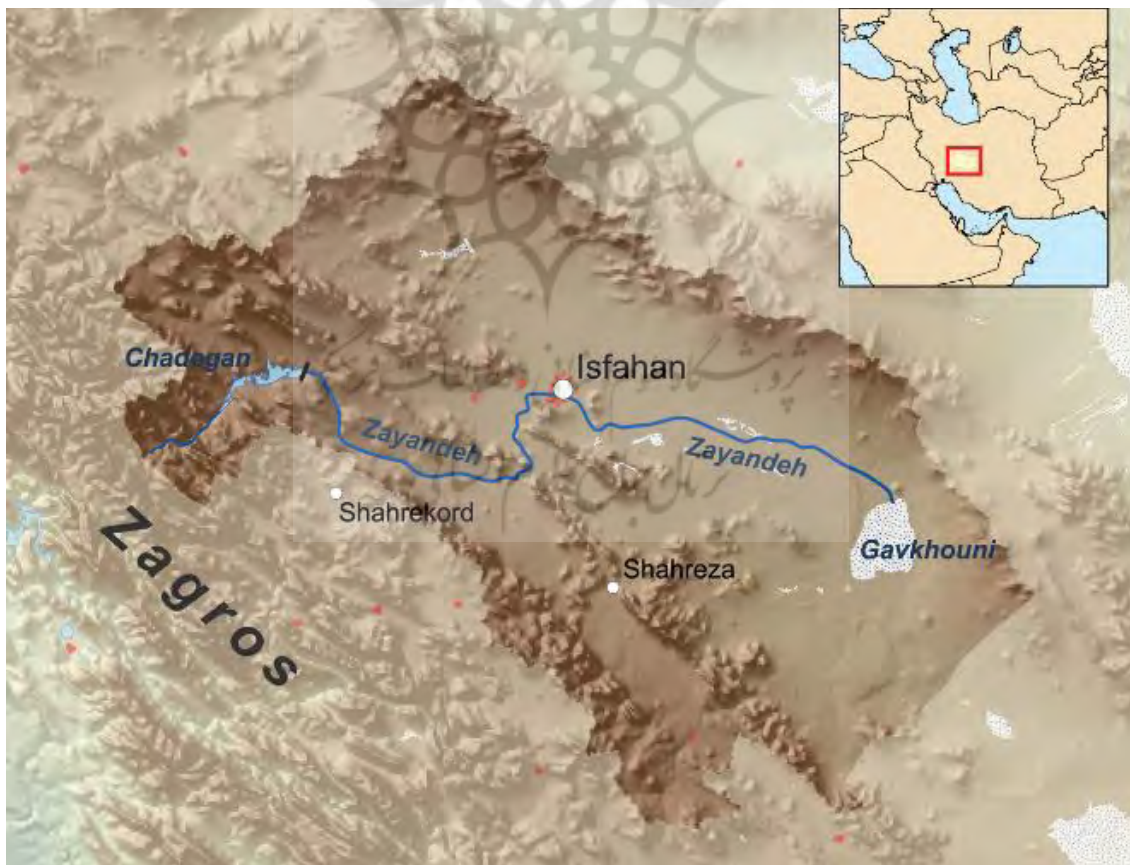 Chadegan
Isfahan
Zayandeh
Zayandeh
Shahrekord
Gavkhouni
Shahreza
Zagros